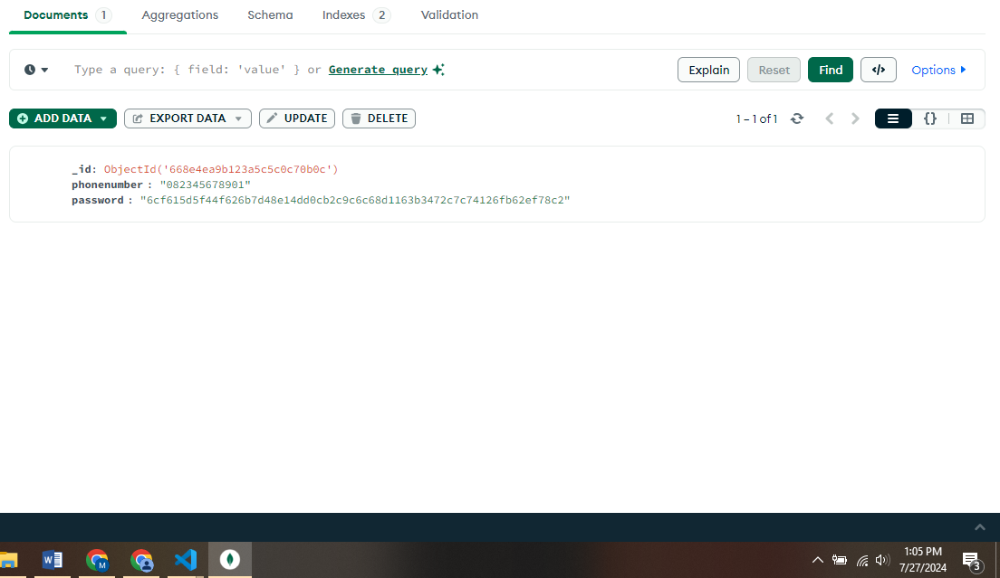 Documents 1 Aggregations Schema Indexes 2 Validation
Type a query: { field: 'value' } or Generate query Explain Reset Find </> Options
ADD DATA EXPORT DATA UPDATE DELETE 1 – 1 of 1 {}
_id: ObjectId('668e4ea9b123a5c5c0c70b0c')
phonenumber : "082345678901"
password : "6cf615d5f44f626b7d48e14dd0cb2c9c6c68d1163b3472c7c74126fb62ef78c2"
W M 1:05 PM
7/27/2024 3